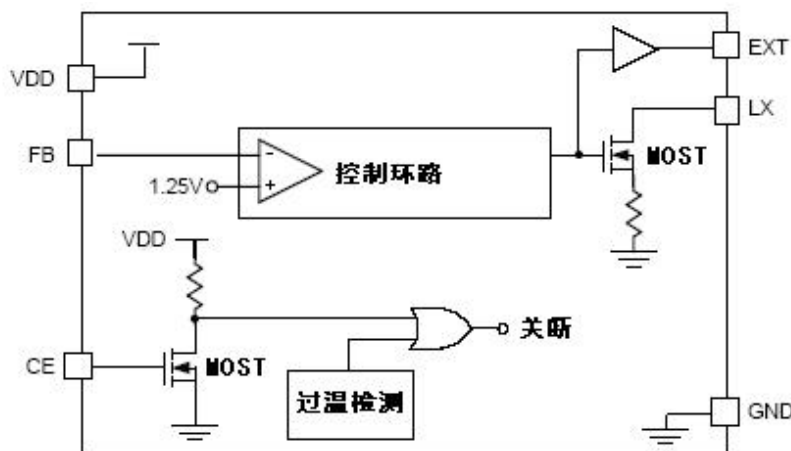 EXT
VDD
LX
FB
-
MOST
控制环路
1.25V
+
VDD
关断
CE
MOST
过温检测
GND